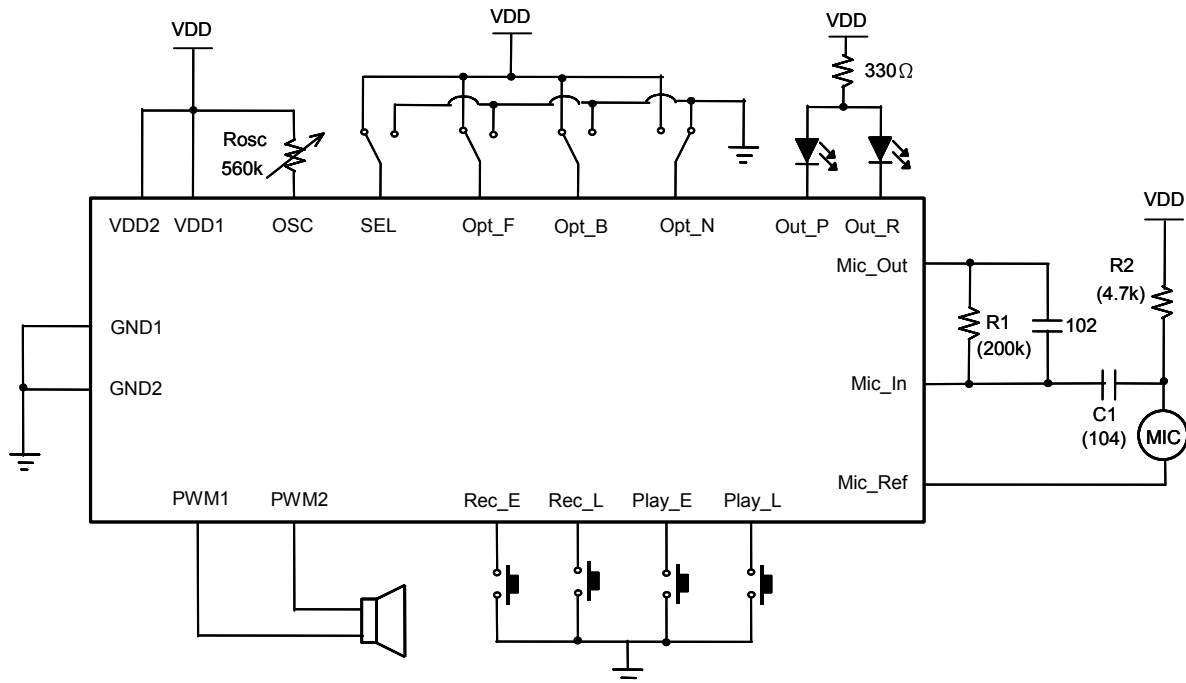 VDD
VDD
VDD
330Ω
Rosc
560k
VDD2
VDD1
OSC
SEL
Opt_F
Opt_B
Opt_N
Out_P
Out_R
VDD
Mic_Out
R2
(4.7k)
GND1
R1
(200k)
102
GND2
Mic_In
C1
(104)
MIC
Mic_Ref
PWM1
PWM2
Rec_E
Rec_L
Play_E
Play_L